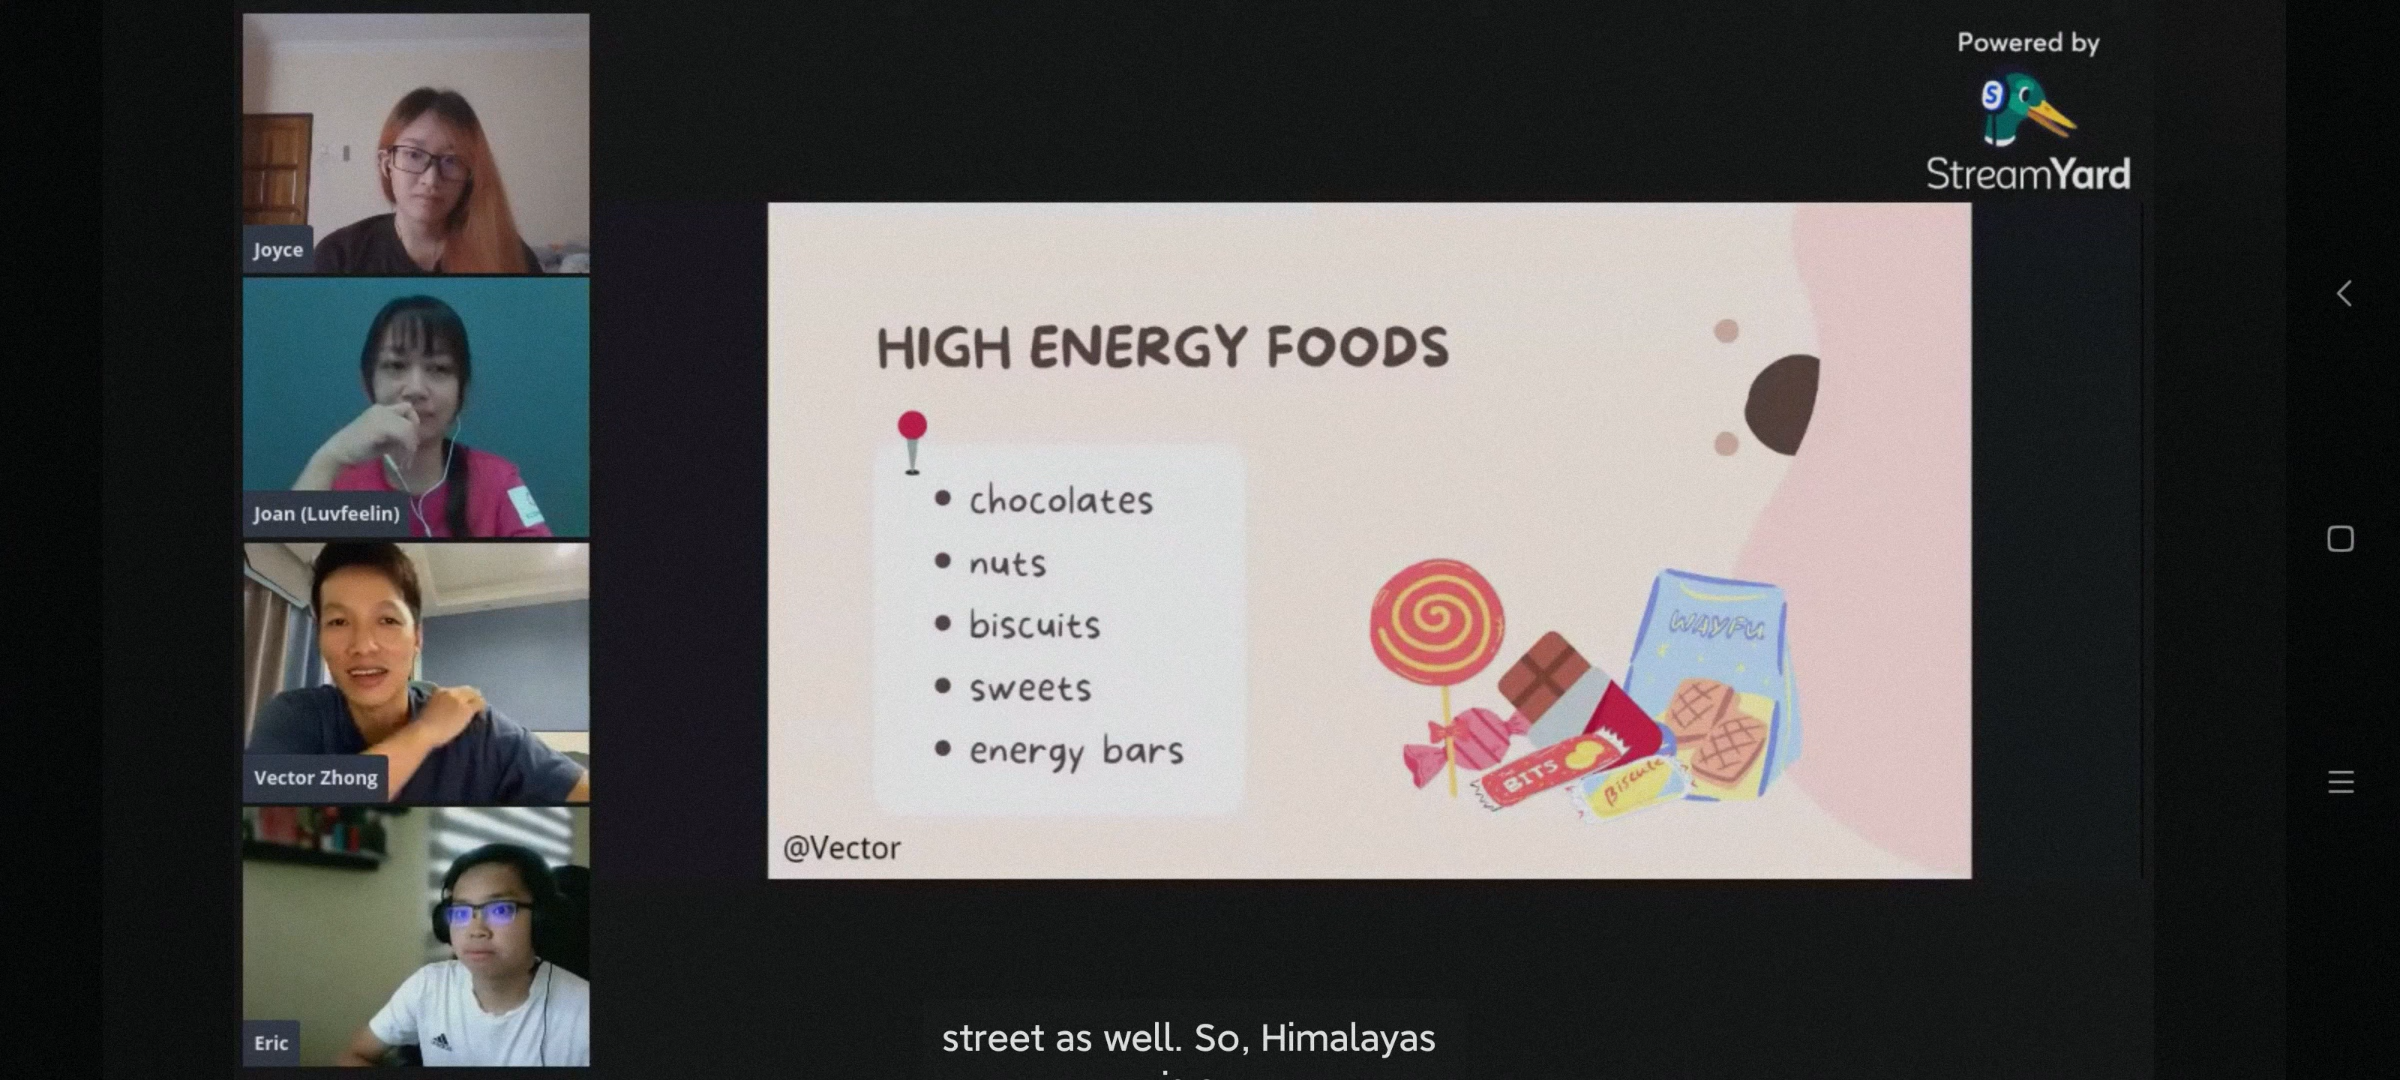 Powered by
S
StreamYard
Joyce
Joan (Luvfeelin)
Vector Zhong
Eric
HIGH ENERGY FOODS
• chocolates
• nuts
• biscuits
• sweets
• energy bars
WAYFU
BITS
Biscute
@Vector
street as well. So, Himalayas